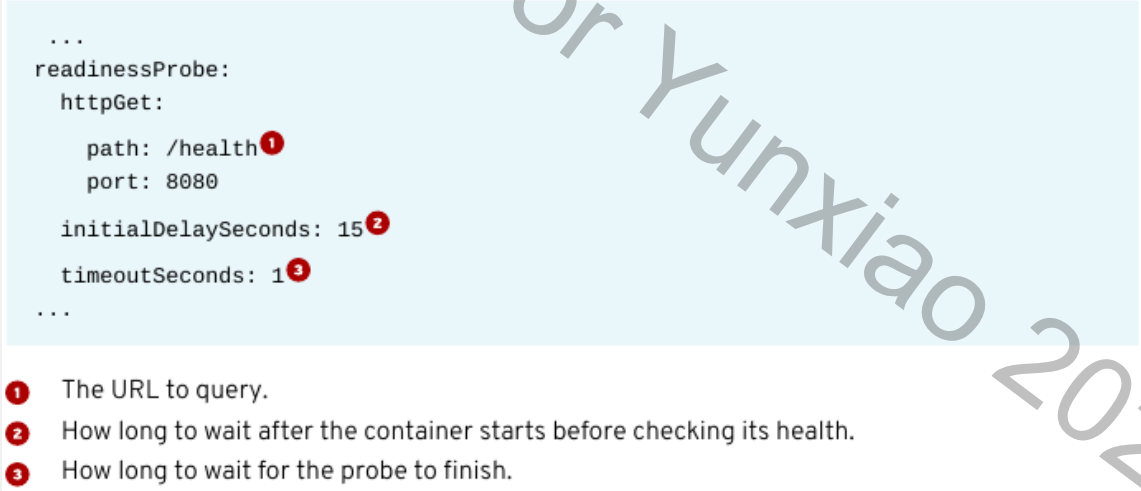 ...
readinessProbe:
httpGet:
path: /health 1
port: 8080
initialDelaySeconds: 15 2
timeoutSeconds: 1 3
...
1 The URL to query.
2 How long to wait after the container starts before checking its health.
3 How long to wait for the probe to finish.
or Yunxiao 202